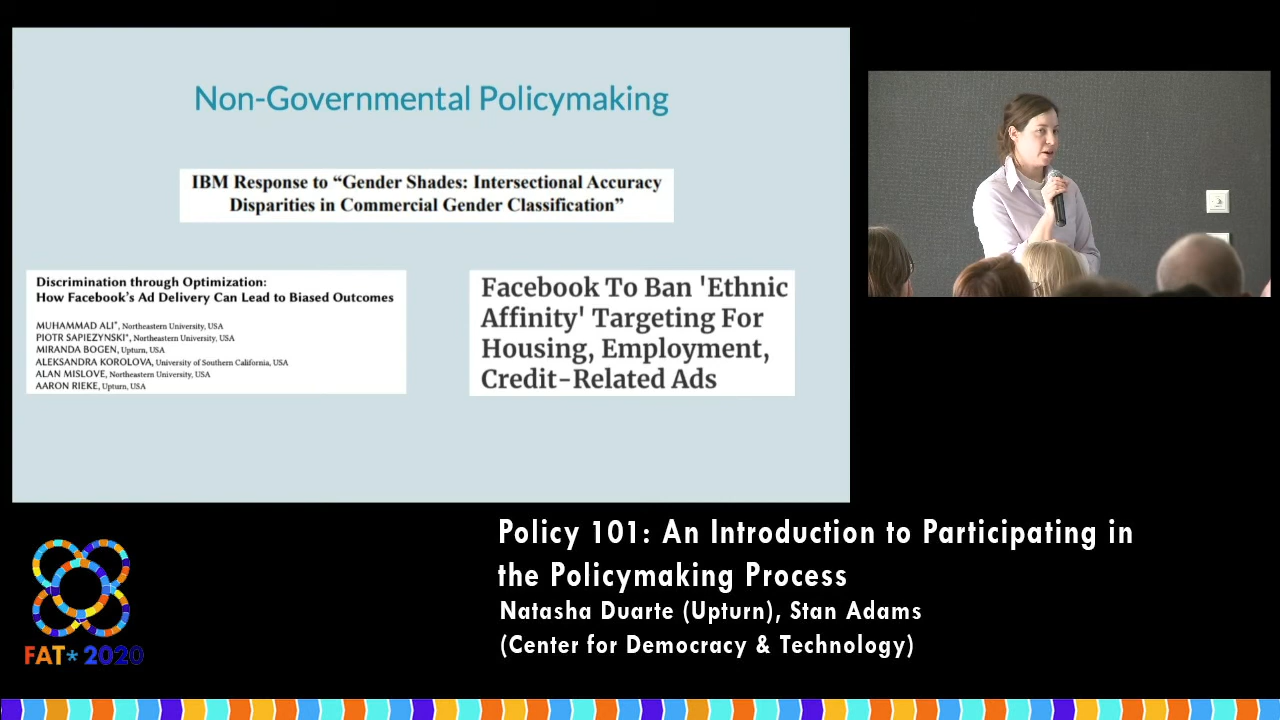 Non-Governmental Policymaking
IBM Response to “Gender Shades: Intersectional Accuracy
Disparities in Commercial Gender Classification”
Discrimination through Optimization:
How Facebook’s Ad Delivery Can Lead to Biased Outcomes
MUHAMMAD ALI*, Northeastern University, USA
PIOTR SAPIEZYNSKI*, Northeastern University, USA
MIRANDA BOGEN, Upturn, USA
ALEKSANDRA KOROLOVA, University of Southern California, USA
ALAN MISLOVE, Northeastern University, USA
AARON RIEKE, Upturn, USA
Facebook To Ban 'Ethnic
Affinity' Targeting For
Housing, Employment,
Credit-Related Ads
Policy 101: An Introduction to Participating in
the Policymaking Process
Natasha Duarte (Upturn), Stan Adams
(Center for Democracy & Technology)
FAT* 2020